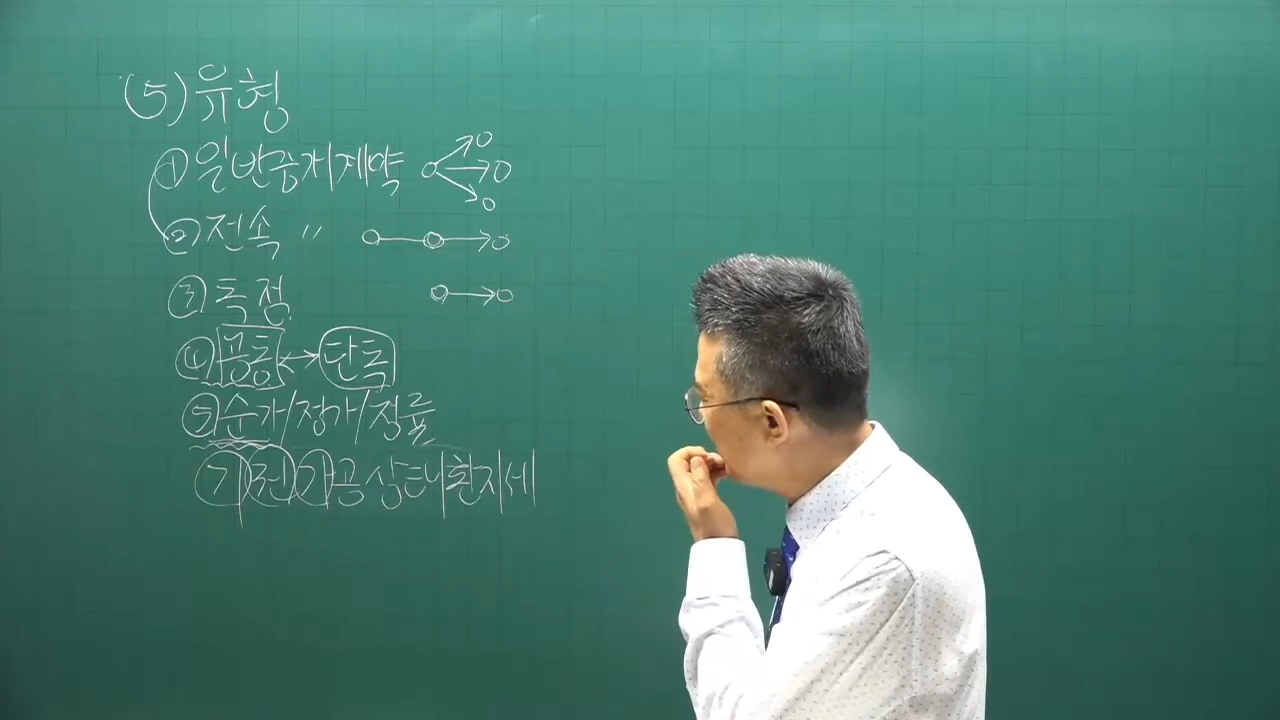 (5) 유형
① 일반중개계약
② 전속 〃
③ 독점
④ 공동 ↔ 단독
⑤ 순가/정가/정률
기전가공상태환지세